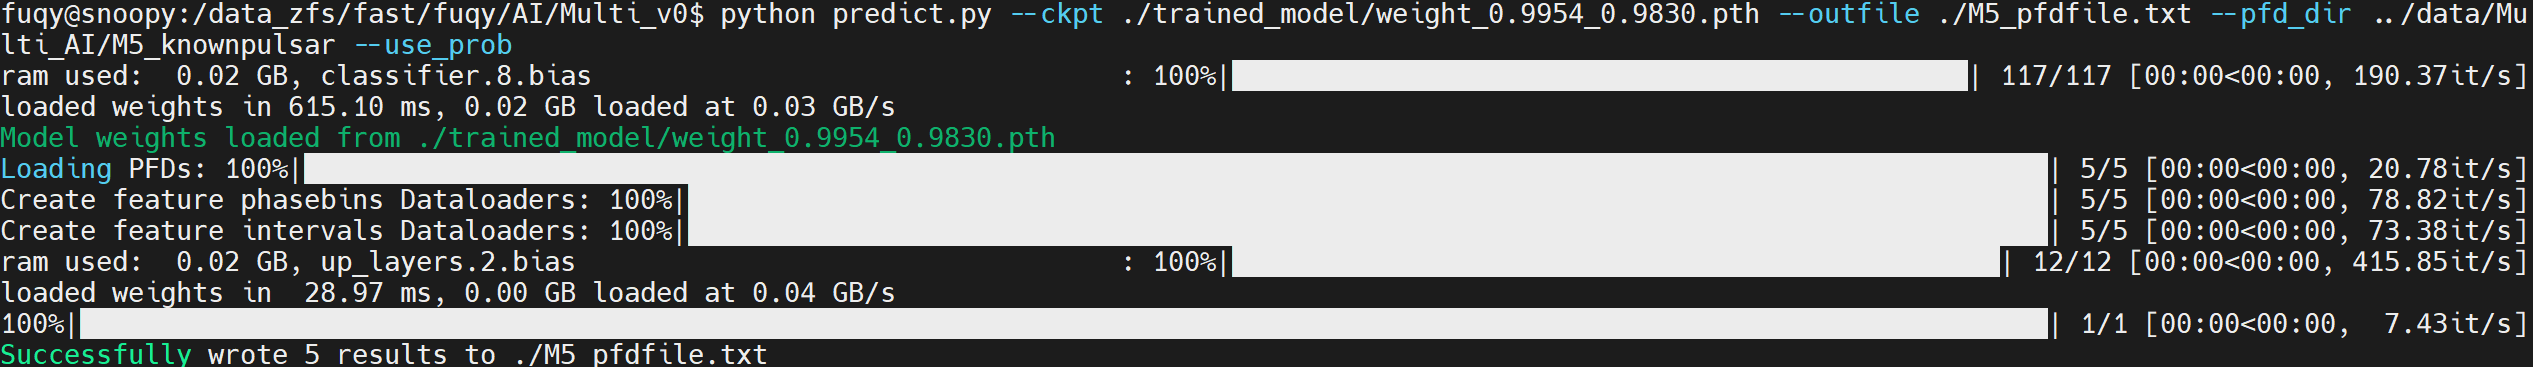 fuqy@snoopy:/data_zfs/fast/fuqy/AI/Multi_v0$ python predict.py --ckpt ./trained_model/weight_0.9954_0.9830.pth --outfile ./M5_pfdfile.txt --pfd_dir ../data/Mu
lti_AI/M5_knownpulsar --use_prob
ram used:  0.02 GB, classifier.8.bias                                 : 100%|| 117/117 [00:00<00:00, 190.37it/s]
loaded weights in 615.10 ms, 0.02 GB loaded at 0.03 GB/s
Model weights loaded from ./trained_model/weight_0.9954_0.9830.pth
Loading PFDs: 100%|| 5/5 [00:00<00:00, 20.78it/s]
Create feature phasebins Dataloaders: 100%|| 5/5 [00:00<00:00, 78.82it/s]
Create feature intervals Dataloaders: 100%|| 5/5 [00:00<00:00, 73.38it/s]
ram used:  0.02 GB, up_layers.2.bias                                  : 100%|| 12/12 [00:00<00:00, 415.85it/s]
loaded weights in  28.97 ms, 0.00 GB loaded at 0.04 GB/s
100%|| 1/1 [00:00<00:00,  7.43it/s]
Successfully wrote 5 results to ./M5_pfdfile.txt